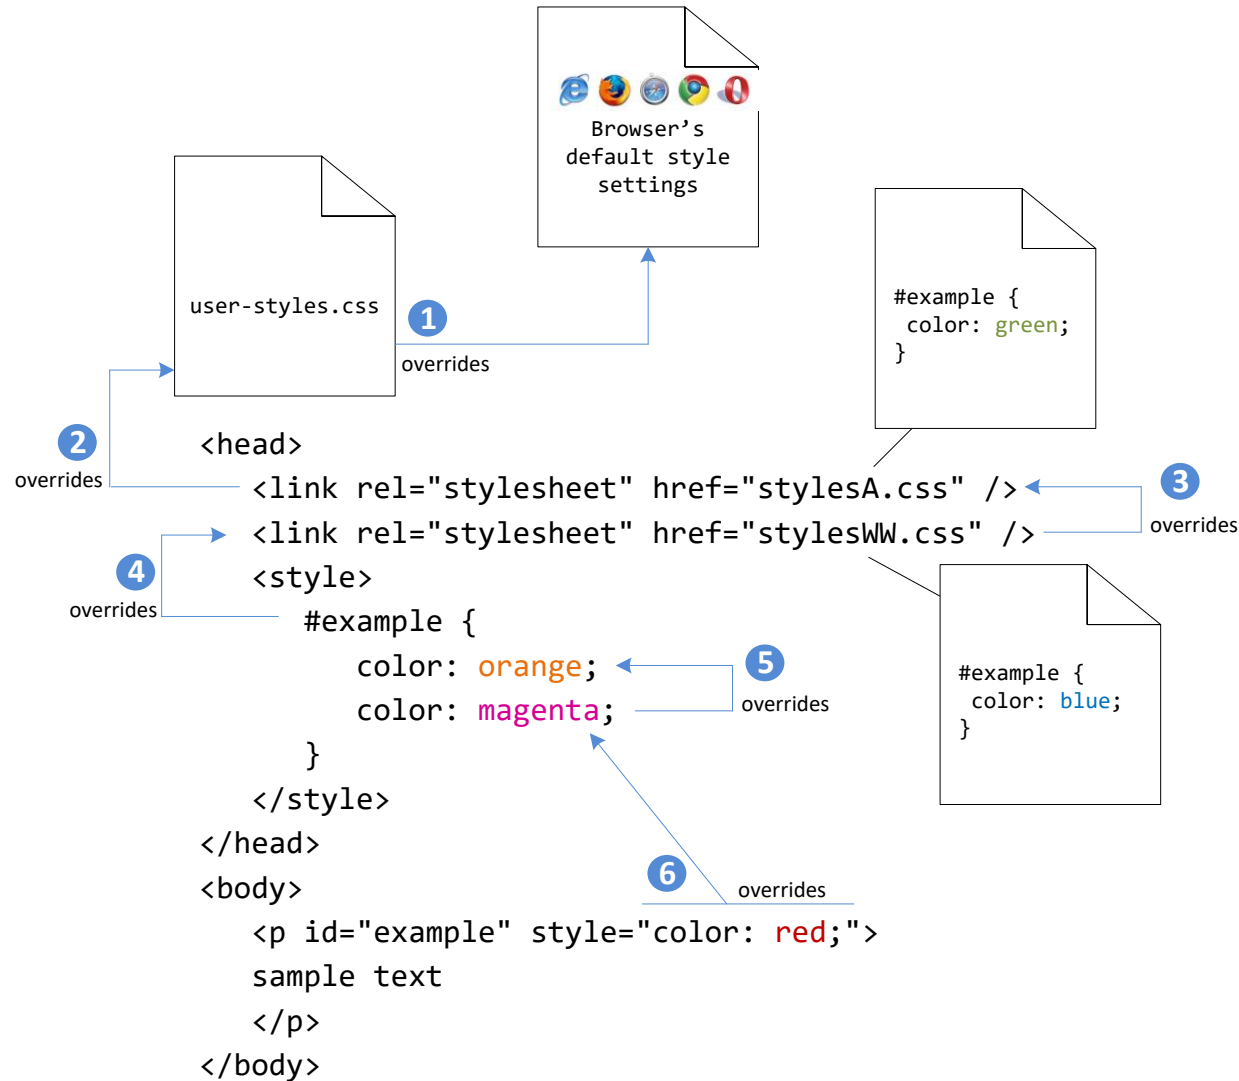 Browser’s
default style
settings
user-styles.css
1
overrides
#example {
color: green;
}
2
overrides
<head>
<link rel="stylesheet" href="stylesA.css" />
3
overrides
<link rel="stylesheet" href="stylesWW.css" />
4
overrides
<style>
#example {
color: orange;
5
overrides
color: magenta;
}
#example {
color: blue;
}
</style>
</head>
6
overrides
<body>
<p id="example" style="color: red;">
sample text
</p>
</body>